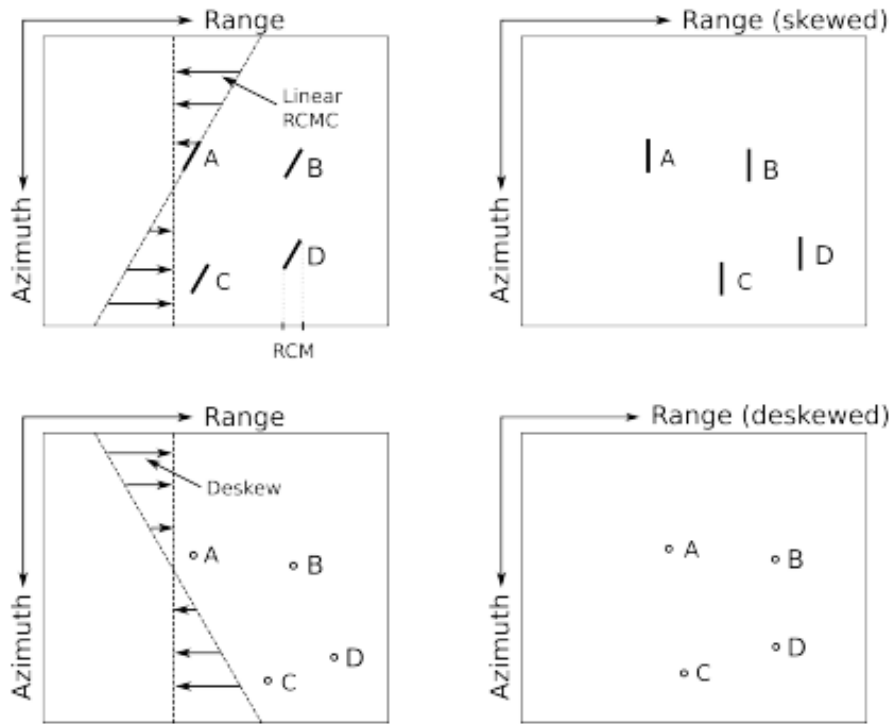 Range
Azimuth
Linear
RCMC
A
B
C
D
RCM
Range (skewed)
Azimuth
A
B
C
D
Range
Azimuth
Deskew
A
B
C
D
Range (deskewed)
Azimuth
A
B
C
D